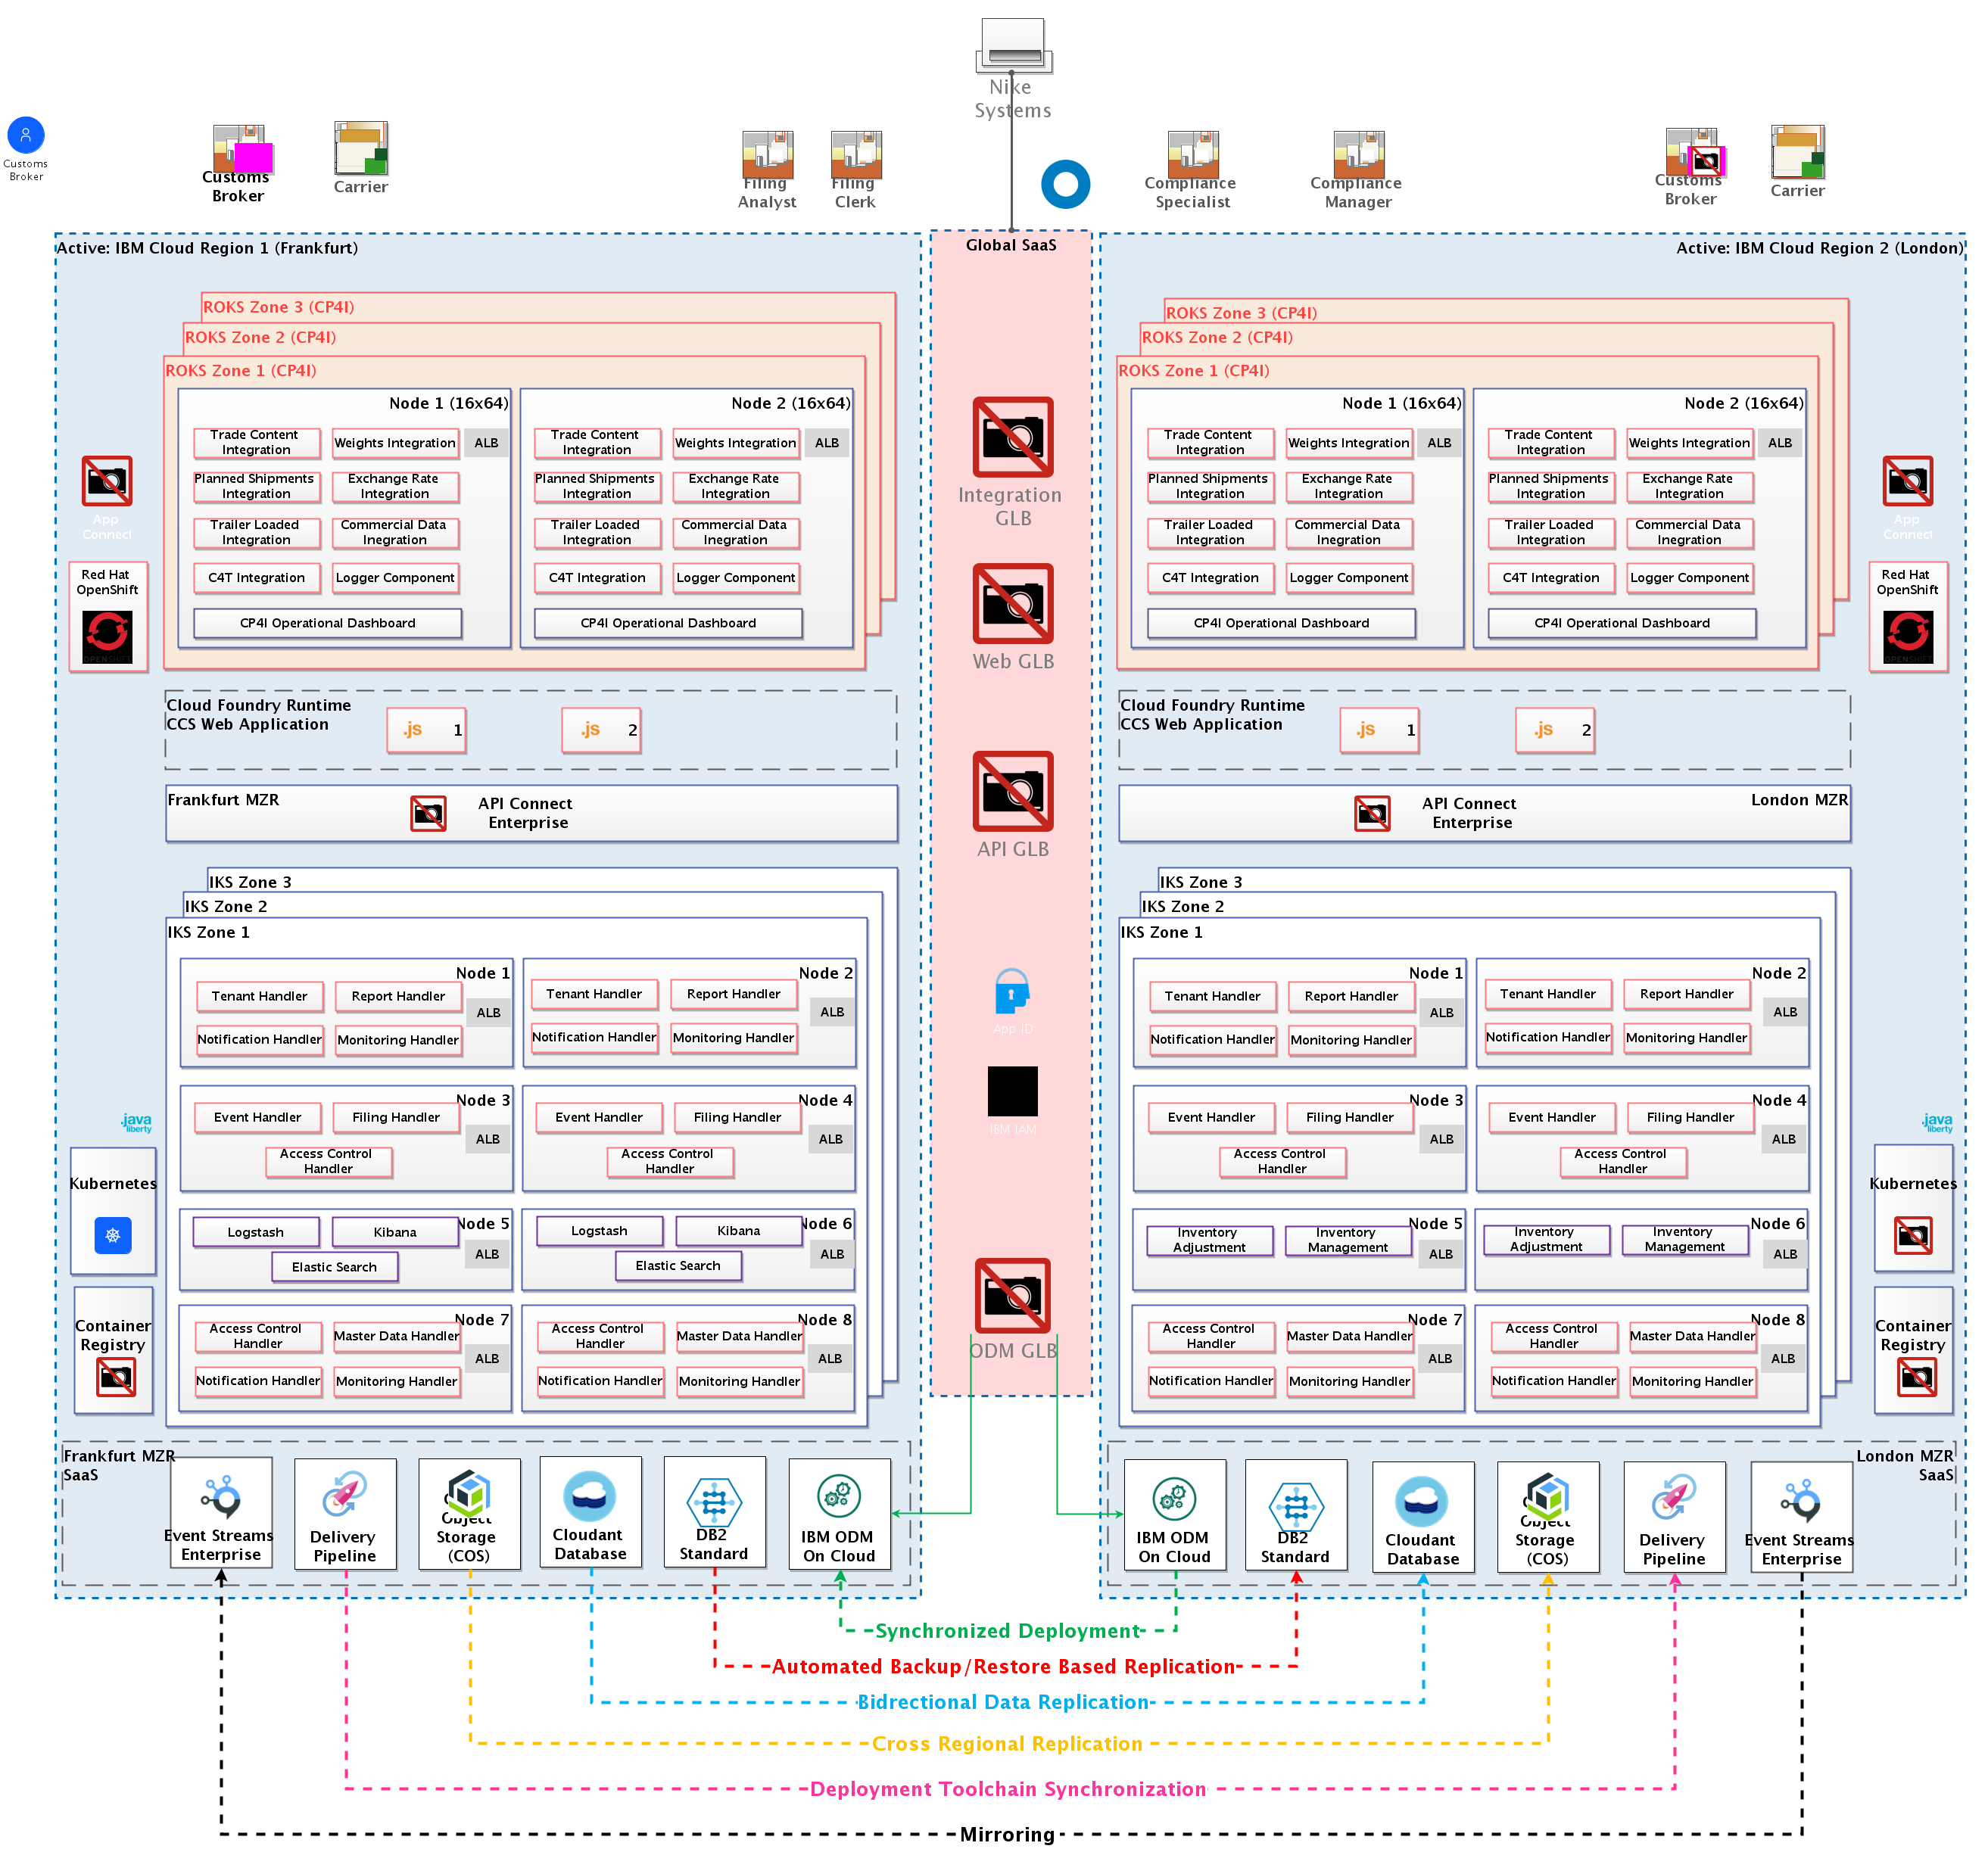 Nike
Systems
Customs
Broker
Customs
Broker
Carrier
Filing
Analyst
Filing
Clerk
Compliance
Specialist
Compliance
Manager
Customs
Broker
Carrier
Active: IBM Cloud Region 1 (Frankfurt)
ROKS Zone 3 (CP4I)
ROKS Zone 2 (CP4I)
ROKS Zone 1 (CP4I)
Node 1 (16x64)
Trade Content
Integration
Weights Integration
ALB
Planned Shipments
Integration
Exchange Rate
Integration
Trailer Loaded
Integration
Commercial Data
Inegration
C4T Integration
Logger Component
CP4I Operational Dashboard
Node 2 (16x64)
Trade Content
Integration
Weights Integration
ALB
Planned Shipments
Integration
Exchange Rate
Integration
Trailer Loaded
Integration
Commercial Data
Inegration
C4T Integration
Logger Component
CP4I Operational Dashboard
App
Connect
Red Hat
OpenShift
OPENSHIFT
Cloud Foundry Runtime
CCS Web Application
.js 1
.js 2
Frankfurt MZR
API Connect
Enterprise
IKS Zone 3
IKS Zone 2
IKS Zone 1
Node 1
Tenant Handler
Report Handler
ALB
Notification Handler
Monitoring Handler
Node 2
Tenant Handler
Report Handler
ALB
Notification Handler
Monitoring Handler
Node 3
Event Handler
Filing Handler
ALB
Access Control
Handler
Node 4
Event Handler
Filing Handler
ALB
Access Control
Handler
Node 5
Logstash
Kibana
ALB
Elastic Search
Node 6
Logstash
Kibana
ALB
Elastic Search
Node 7
Access Control
Handler
Master Data Handler
ALB
Notification Handler
Monitoring Handler
Node 8
Access Control
Handler
Master Data Handler
ALB
Notification Handler
Monitoring Handler
.java
liberty
Kubernetes
Container
Registry
Frankfurt MZR
SaaS
Event Streams
Enterprise
Delivery
Pipeline
Object
Storage
(COS)
Cloudant
Database
DB2
Standard
IBM ODM
On Cloud
Global SaaS
Integration
GLB
Web GLB
API GLB
App ID
IBM IAM
ODM GLB
Active: IBM Cloud Region 2 (London)
ROKS Zone 3 (CP4I)
ROKS Zone 2 (CP4I)
ROKS Zone 1 (CP4I)
Node 1 (16x64)
Trade Content
Integration
Weights Integration
ALB
Planned Shipments
Integration
Exchange Rate
Integration
Trailer Loaded
Integration
Commercial Data
Inegration
C4T Integration
Logger Component
CP4I Operational Dashboard
Node 2 (16x64)
Trade Content
Integration
Weights Integration
ALB
Planned Shipments
Integration
Exchange Rate
Integration
Trailer Loaded
Integration
Commercial Data
Inegration
C4T Integration
Logger Component
CP4I Operational Dashboard
App
Connect
Red Hat
OpenShift
OPENSHIFT
Cloud Foundry Runtime
CCS Web Application
.js 1
.js 2
London MZR
API Connect
Enterprise
IKS Zone 3
IKS Zone 2
IKS Zone 1
Node 1
Tenant Handler
Report Handler
ALB
Notification Handler
Monitoring Handler
Node 2
Tenant Handler
Report Handler
ALB
Notification Handler
Monitoring Handler
Node 3
Event Handler
Filing Handler
ALB
Access Control
Handler
Node 4
Event Handler
Filing Handler
ALB
Access Control
Handler
Node 5
Inventory
Adjustment
Inventory
Management
ALB
Node 6
Inventory
Adjustment
Inventory
Management
ALB
Node 7
Access Control
Handler
Master Data Handler
ALB
Notification Handler
Monitoring Handler
Node 8
Access Control
Handler
Master Data Handler
ALB
Notification Handler
Monitoring Handler
.java
liberty
Kubernetes
Container
Registry
London MZR
SaaS
IBM ODM
On Cloud
DB2
Standard
Cloudant
Database
Object
Storage
(COS)
Delivery
Pipeline
Event Streams
Enterprise
Synchronized Deployment
Automated Backup/Restore Based Replication
Bidrectional Data Replication
Cross Regional Replication
Deployment Toolchain Synchronization
Mirroring